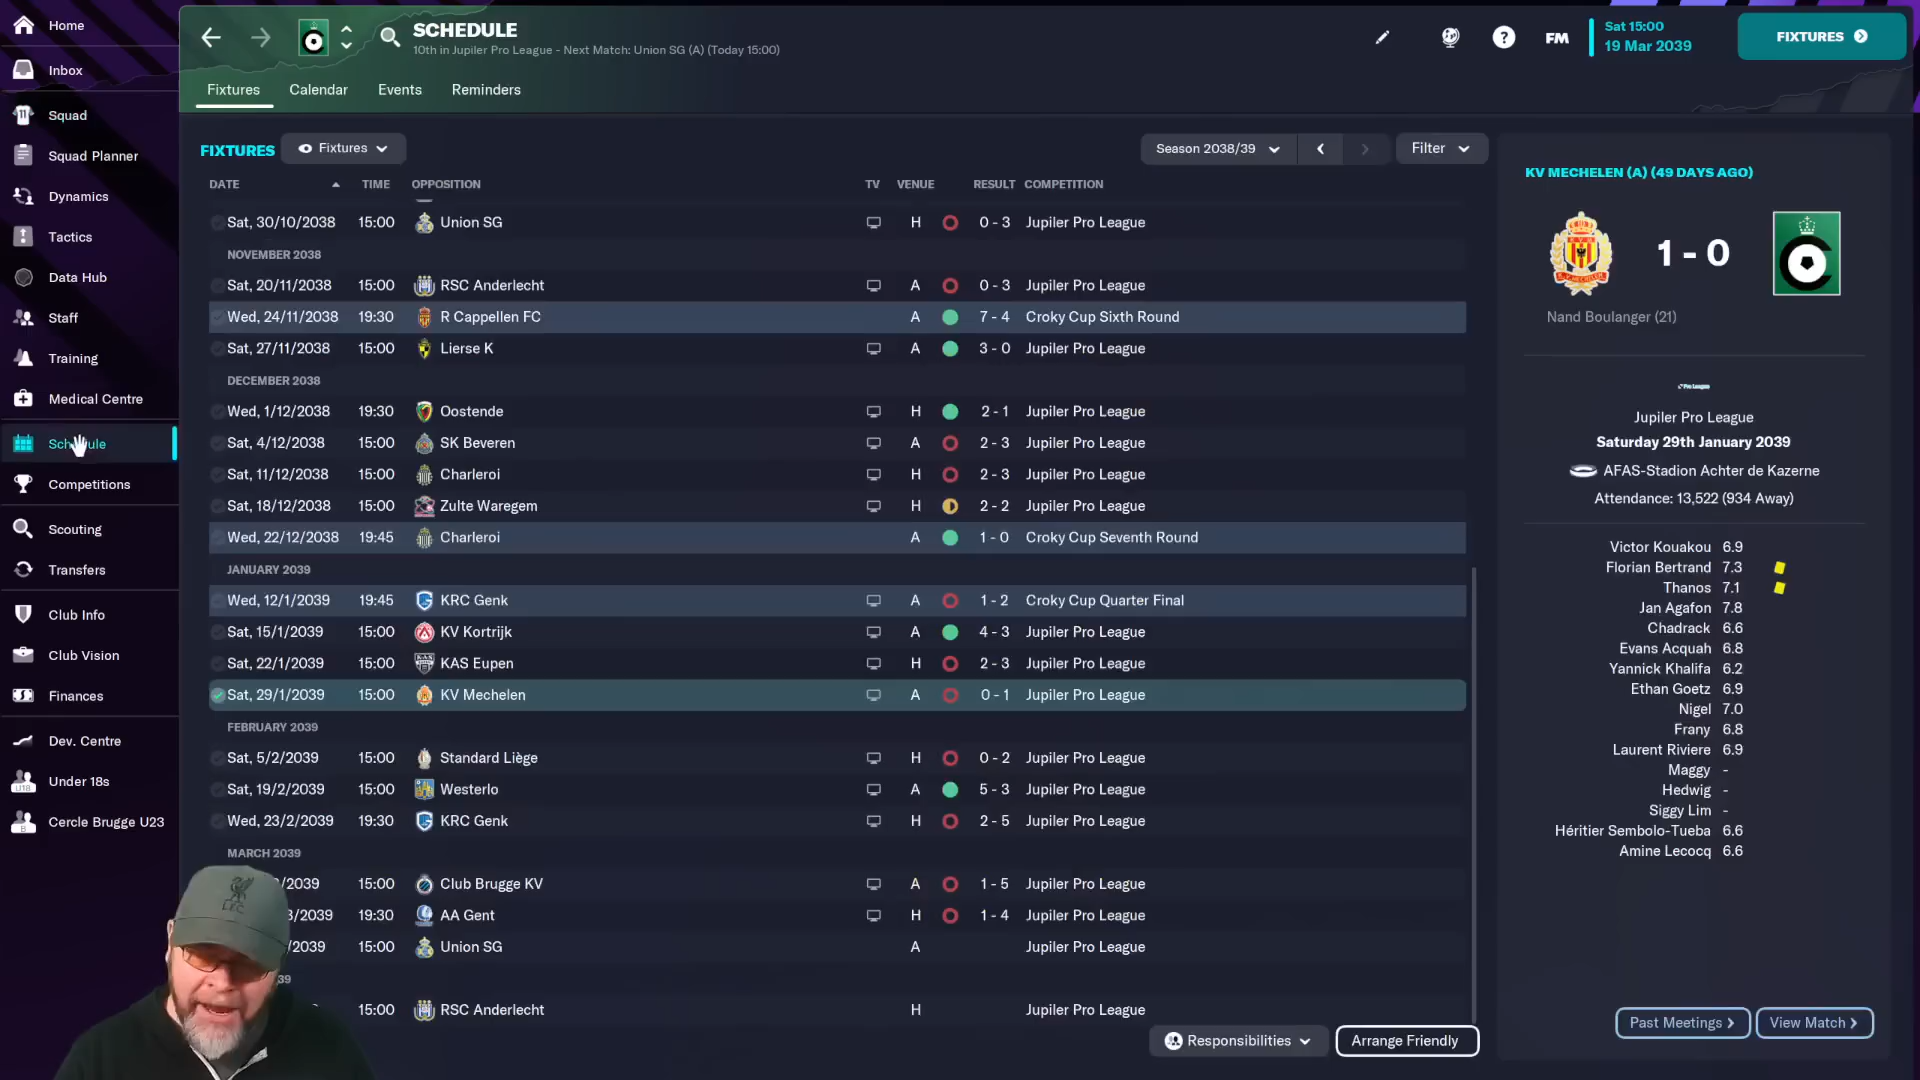 Home
SCHEDULE
10th in Jupiler Pro League - Next Match: Union SG (A) (Today 15:00)
FM
Sat 15:00
19 Mar 2039
FIXTURES
Inbox
Fixtures Calendar Events Reminders
Squad
Squad Planner
Dynamics
Tactics
Data Hub
Staff
Training
Medical Centre
Schedule
Competitions
Scouting
Transfers
Club Info
Club Vision
Finances
Dev. Centre
Under 18s
Cercle Brugge U23
FIXTURES Fixtures Season 2038/39 Filter
DATE TIME OPPOSITION TV VENUE RESULT COMPETITION
Sat, 30/10/2038 15:00 Union SG H 0 - 3 Jupiler Pro League
NOVEMBER 2038
Sat, 20/11/2038 15:00 RSC Anderlecht A 0 - 3 Jupiler Pro League
Wed, 24/11/2038 19:30 R Cappellen FC A 7 - 4 Croky Cup Sixth Round
Sat, 27/11/2038 15:00 Lierse K A 3 - 0 Jupiler Pro League
DECEMBER 2038
Wed, 1/12/2038 19:30 Oostende H 2 - 1 Jupiler Pro League
Sat, 4/12/2038 15:00 SK Beveren A 2 - 3 Jupiler Pro League
Sat, 11/12/2038 15:00 Charleroi H 2 - 3 Jupiler Pro League
Sat, 18/12/2038 15:00 Zulte Waregem H 2 - 2 Jupiler Pro League
Wed, 22/12/2038 19:45 Charleroi A 1 - 0 Croky Cup Seventh Round
JANUARY 2039
Wed, 12/1/2039 19:45 KRC Genk A 1 - 2 Croky Cup Quarter Final
Sat, 15/1/2039 15:00 KV Kortrijk A 4 - 3 Jupiler Pro League
Sat, 22/1/2039 15:00 KAS Eupen H 2 - 3 Jupiler Pro League
Sat, 29/1/2039 15:00 KV Mechelen A 0 - 1 Jupiler Pro League
FEBRUARY 2039
Sat, 5/2/2039 15:00 Standard Liège H 0 - 2 Jupiler Pro League
Sat, 19/2/2039 15:00 Westerlo A 5 - 3 Jupiler Pro League
Wed, 23/2/2039 19:30 KRC Genk H 2 - 5 Jupiler Pro League
MARCH 2039
/2039 15:00 Club Brugge KV A 1 - 5 Jupiler Pro League
3/2039 19:30 AA Gent H 1 - 4 Jupiler Pro League
/2039 15:00 Union SG A Jupiler Pro League
39
15:00 RSC Anderlecht H Jupiler Pro League
Responsibilities Arrange Friendly
KV MECHELEN (A) (49 DAYS AGO)
1 - 0
Nand Boulanger (21)
Pro League
Jupiler Pro League
Saturday 29th January 2039
AFAS-Stadion Achter de Kazerne
Attendance: 13,522 (934 Away)
Victor Kouakou 6.9
Florian Bertrand 7.3
Thanos 7.1
Jan Agafon 7.8
Chadrack 6.6
Evans Acquah 6.8
Yannick Khalifa 6.2
Ethan Goetz 6.9
Nigel 7.0
Frany 6.8
Laurent Riviere 6.9
Maggy -
Hedwig -
Siggy Lim -
Héritier Sembolo-Tueba 6.6
Amine Lecocq 6.6
Past Meetings View Match
L.F.C.